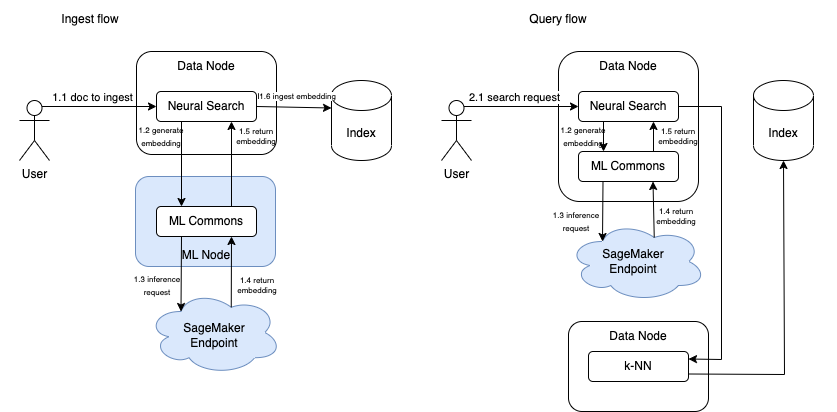 Ingest flow
Data Node
1.1 doc to ingest
Neural Search
1.6 ingest embedding
Index
User
1.2 generate
embedding
1.5 return
embedding
ML Commons
ML Node
1.3 inference
request
1.4 return
embedding
SageMaker
Endpoint
Query flow
Data Node
2.1 search request
Neural Search
Index
User
1.2 generate
embedding
1.5 return
embedding
ML Commons
1.3 inference
request
1.4 return
embedding
SageMaker
Endpoint
Data Node
k-NN